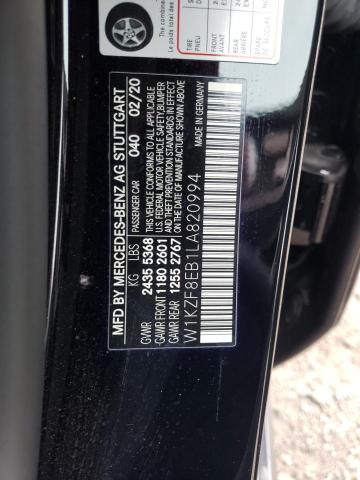 MFD BY MERCEDES-BENZ AG STUTTGART
KG LBS PASSENGER CAR 040 02/20
GVWR 2435 5368 THIS VEHICLE CONFORMS TO ALL APPLICABLE
GAWR FRONT 1180 2601 U.S. FEDERAL MOTOR VEHICLE SAFETY, BUMPER
GAWR REAR 1255 2767 AND THEFT PREVENTION STANDARDS IN EFFECT
ON THE DATE OF MANUFACTURE SHOWN ABOVE
MADE IN GERMANY
W1KZF8EB1LA820994
TIRE
PNEU
FRONT
AVANT
REAR
ARRIÈRE
SPARE
DE SECOURS